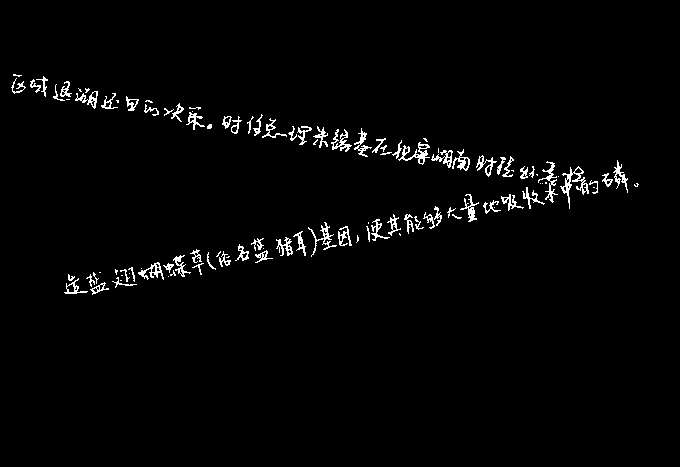 区域退湖还田的决策。时任总理朱镕基在视察湖南时提出:要
造蓝翅蝴蝶草(俗名蓝猪耳)基因,使其能够大量地吸收水中的磷。